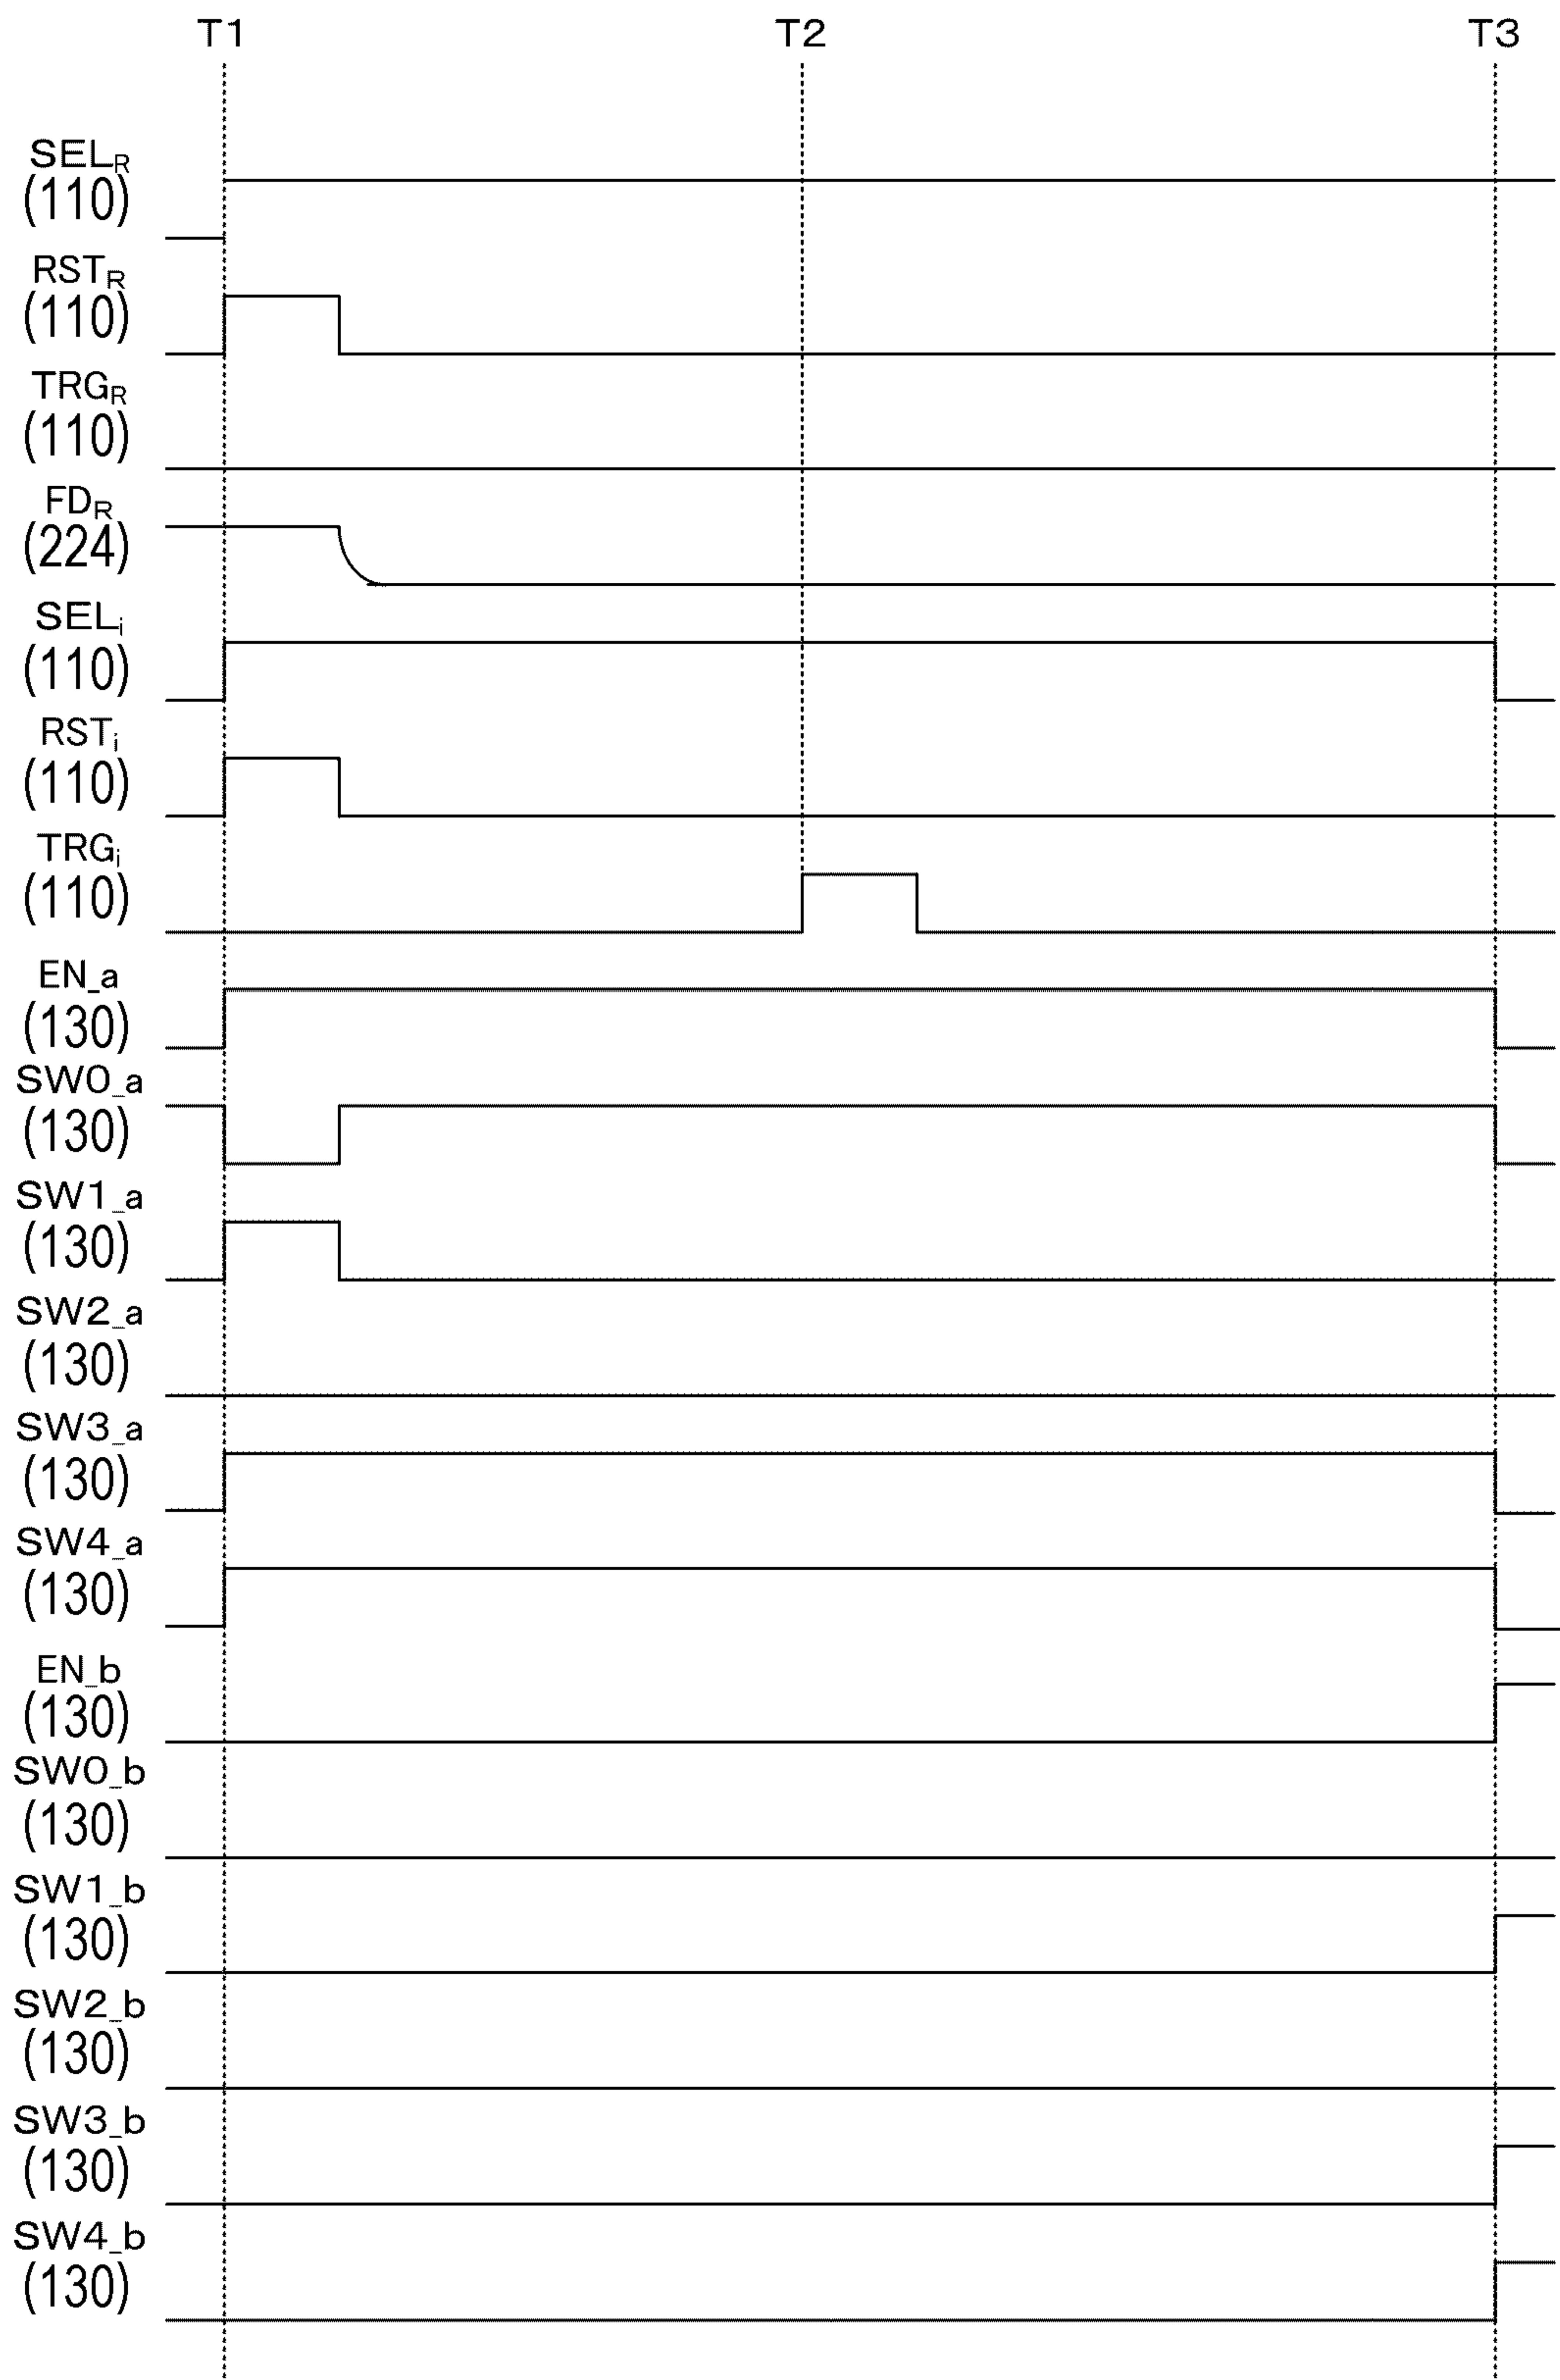 T1 T2 T3
SELR
(110)
RSTR
(110)
TRGR
(110)
FDR
(224)
SELi
(110)
RSTi
(110)
TRGi
(110)
EN_a
(130)
SW0_a
(130)
SW1_a
(130)
SW2_a
(130)
SW3_a
(130)
SW4_a
(130)
EN_b
(130)
SW0_b
(130)
SW1_b
(130)
SW2_b
(130)
SW3_b
(130)
SW4_b
(130)